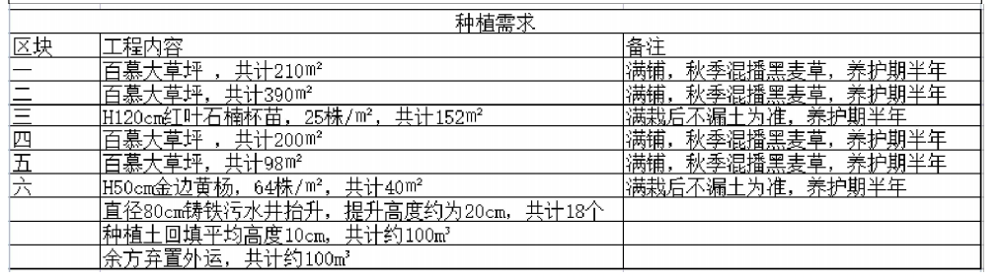 种植需求
区块 工程内容 备注
一 百慕大草坪 ，共计210m² 满铺，秋季混播黑麦草，养护期半年
二 百慕大草坪，共计390m² 满铺，秋季混播黑麦草，养护期半年
三 H120cm红叶石楠杯苗，25株/m²，共计152m² 满栽后不漏土为准，养护期半年
四 百慕大草坪 ，共计200m² 满铺，秋季混播黑麦草，养护期半年
五 百慕大草坪，共计98m² 满铺，秋季混播黑麦草，养护期半年
六 H50cm金边黄杨，64株/m²，共计40m² 满栽后不漏土为准，养护期半年
直径80cm铸铁污水井抬升，提升高度约为20cm，共计18个
种植土回填平均高度10cm，共计约100m³
余方弃置外运，共计约100m³